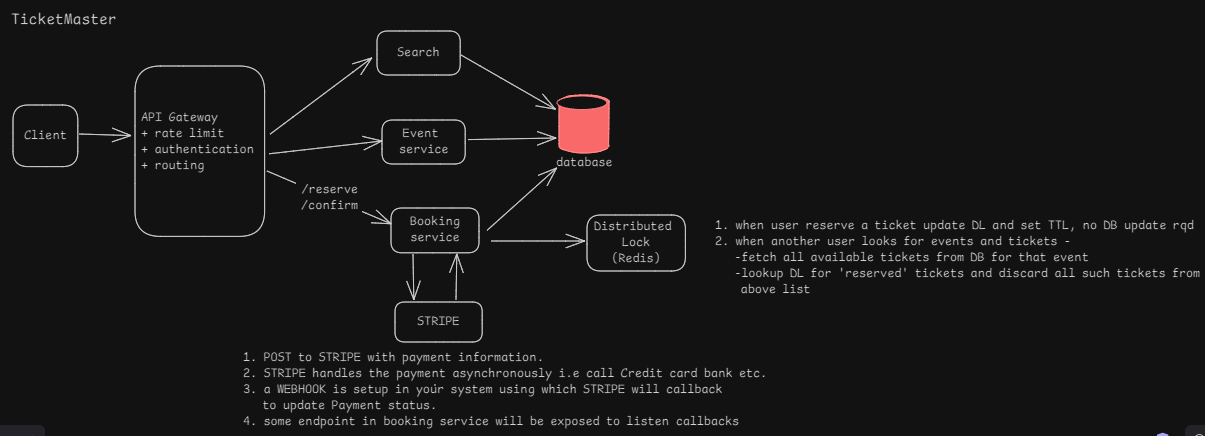 TicketMaster
Search
API Gateway
+ rate limit
+ authentication
+ routing
Client
Event
service
database
/reserve
/confirm
Booking
service
Distributed
Lock
(Redis)
1. when user reserve a ticket update DL and set TTL, no DB update rqd
2. when another user looks for events and tickets -
-fetch all available tickets from DB for that event
-lookup DL for 'reserved' tickets and discard all such tickets from
above list
STRIPE
1. POST to STRIPE with payment information.
2. STRIPE handles the payment asynchronously i.e call Credit card bank etc.
3. a WEBHOOK is setup in your system using which STRIPE will callback
to update Payment status.
4. some endpoint in booking service will be exposed to listen callbacks